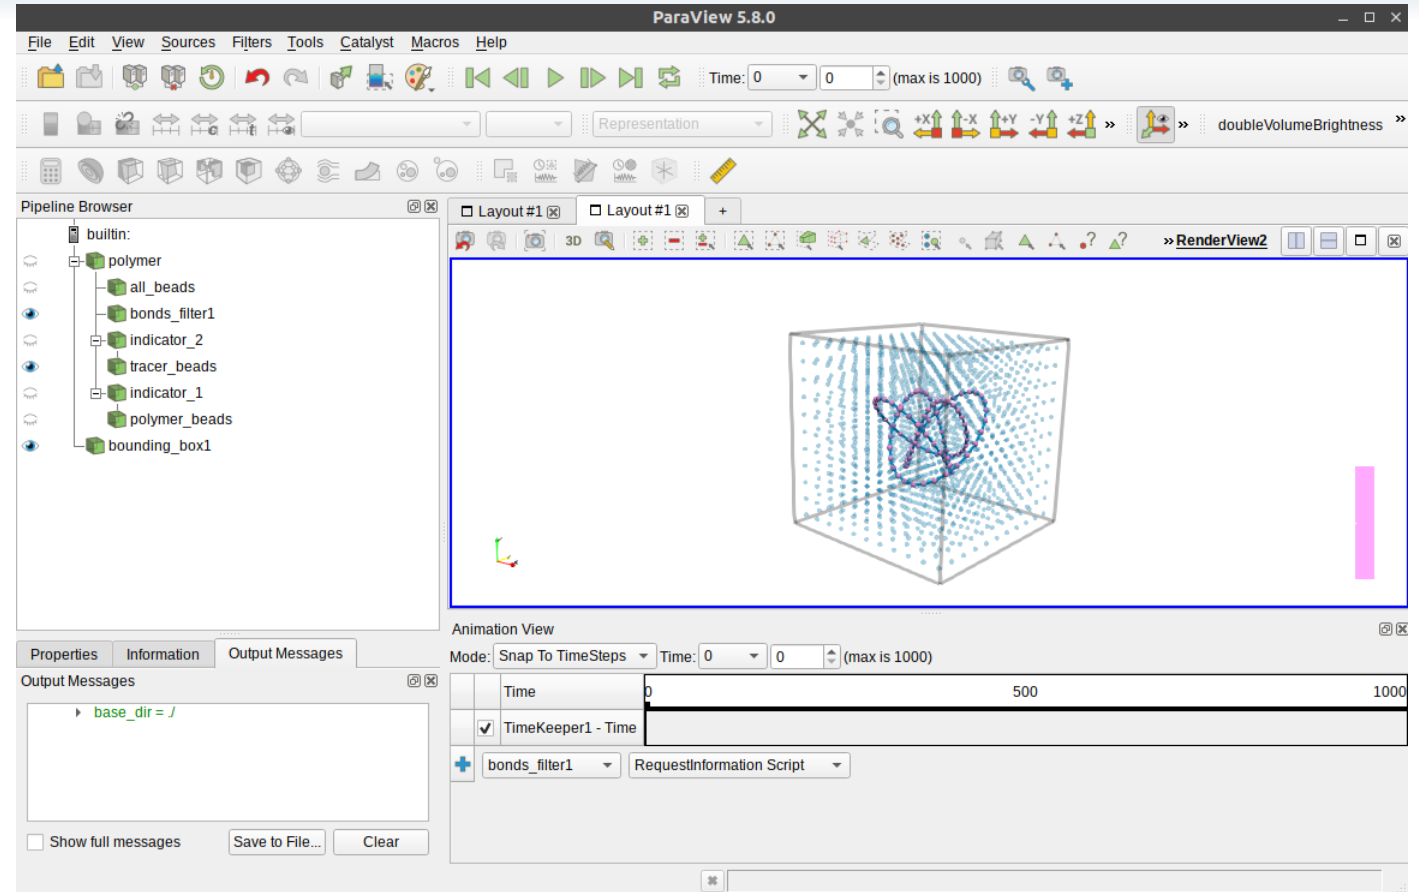 ParaView 5.8.0
File Edit View Sources Filters Tools Catalyst Macros Help
Time: 0 0 (max is 1000)
Representation +X -X +Y -Y +Z » » doubleVolumeBrightness »
Pipeline Browser
builtin:
polymer
all_beads
bonds_filter1
indicator_2
tracer_beads
indicator_1
polymer_beads
bounding_box1
Layout #1 Layout #1 +
3D » RenderView2
Properties Information Output Messages
Output Messages
base_dir = ./
Show full messages Save to File... Clear
Animation View
Mode: Snap To TimeSteps Time: 0 0 (max is 1000)
Time 0 500 1000
TimeKeeper1 - Time
bonds_filter1 RequestInformation Script